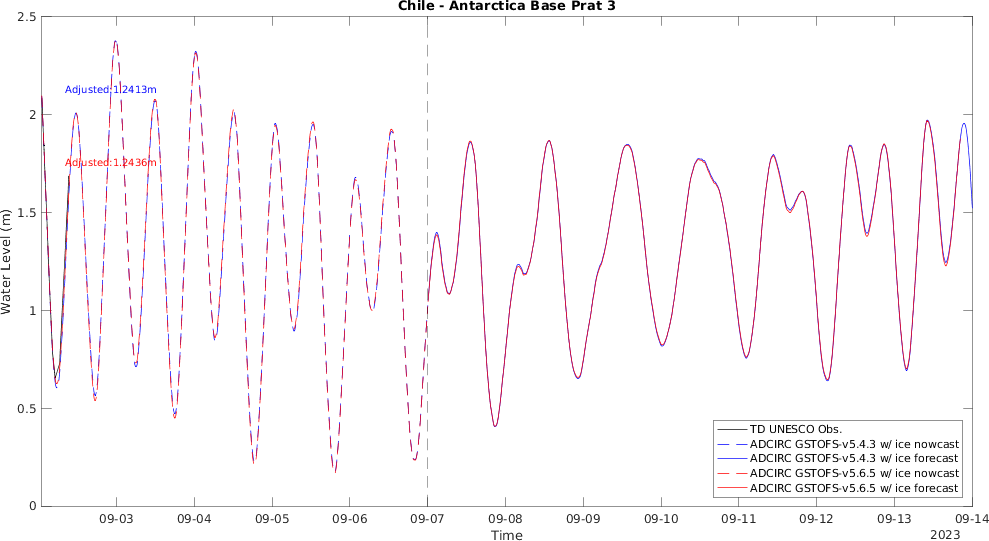 Chile - Antarctica Base Prat 3
2.5
2
1.5
1
0.5
0
Water Level (m)
Adjusted:1.2413m
Adjusted:1.2436m
TD UNESCO Obs.
ADCIRC GSTOFS-v5.4.3 w/ ice nowcast
ADCIRC GSTOFS-v5.4.3 w/ ice forecast
ADCIRC GSTOFS-v5.6.5 w/ ice nowcast
ADCIRC GSTOFS-v5.6.5 w/ ice forecast
09-03 09-04 09-05 09-06 09-07 09-08 09-09 09-10 09-11 09-12 09-13 09-14
Time
2023